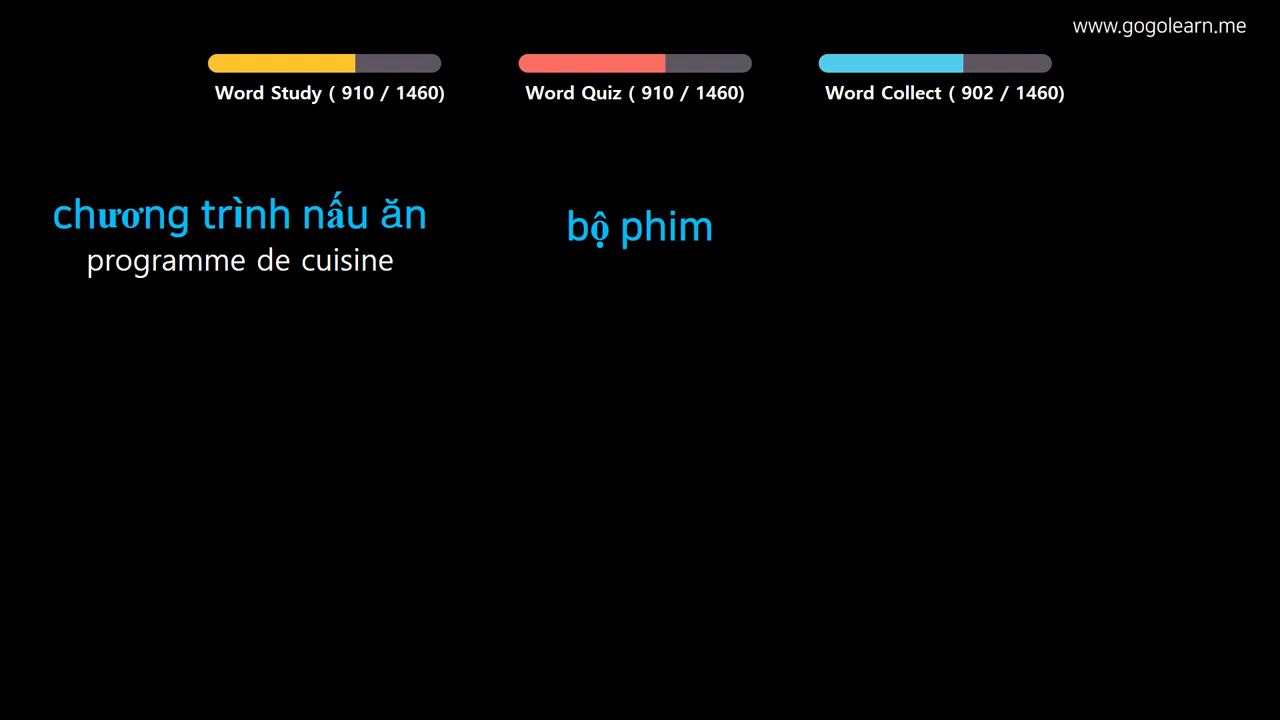 www.gogolearn.me
Word Study ( 910 / 1460)
Word Quiz ( 910 / 1460)
Word Collect ( 902 / 1460)
chương trình nấu ăn
programme de cuisine
bộ phim